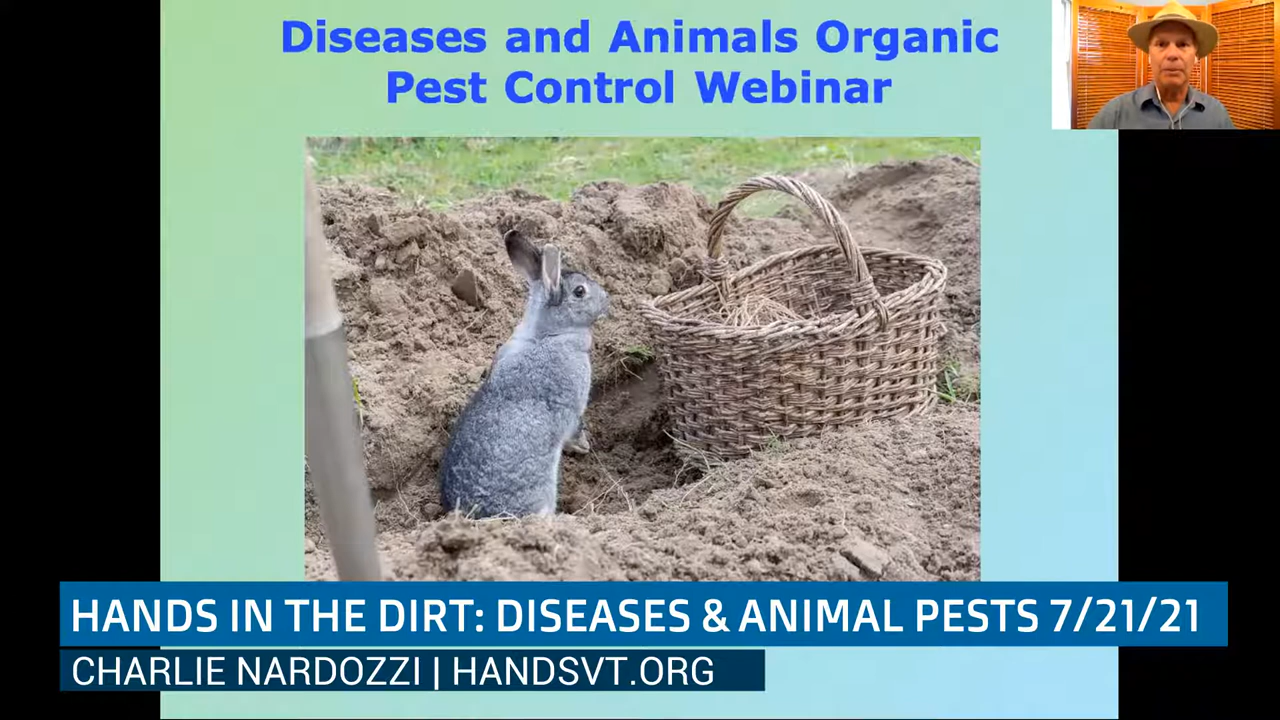 Diseases and Animals Organic
Pest Control Webinar
HANDS IN THE DIRT: DISEASES & ANIMAL PESTS 7/21/21
CHARLIE NARDOZZI | HANDSVT.ORG